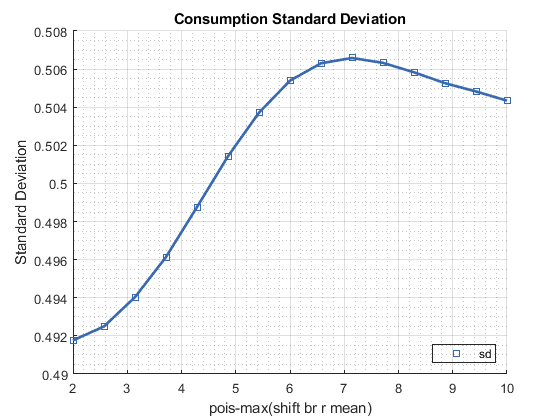 Consumption Standard Deviation
0.508
0.506
0.504
0.502
0.5
0.498
0.496
0.494
0.492
0.49
Standard Deviation
sd
2 3 4 5 6 7 8 9 10
pois-max(shift br r mean)